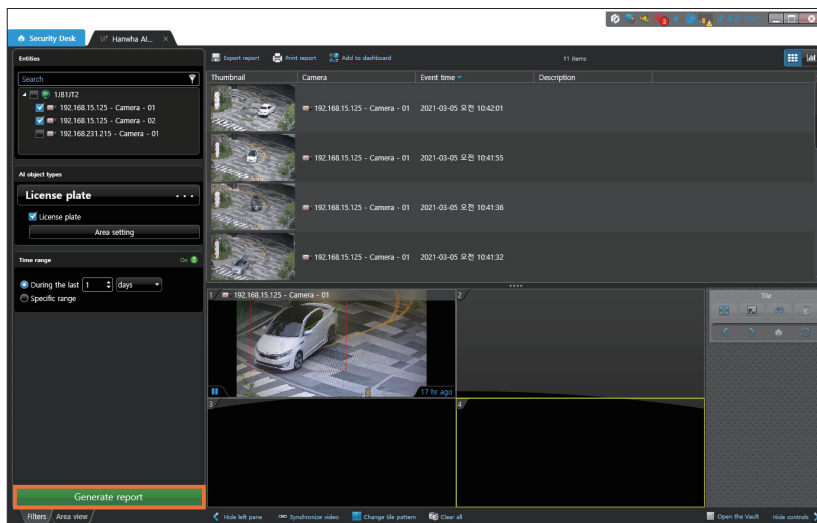 3
Security Desk
Hanwha AI... ×
Entities
Search
1JB1JT2
192.168.15.125 - Camera - 01
192.168.15.125 - Camera - 02
192.168.231.215 - Camera - 01
AI object types
License plate ...
License plate
Area setting
Time range On
During the last 1 days
Specific range
Generate report
Filters Area view
Export report Print report Add to dashboard 11 items
Thumbnail Camera Event time Description
192.168.15.125 - Camera - 01 2021-03-05 오전 10:42:01
192.168.15.125 - Camera - 01 2021-03-05 오전 10:41:55
192.168.15.125 - Camera - 01 2021-03-05 오전 10:41:36
192.168.15.125 - Camera - 01 2021-03-05 오전 10:41:32
1 192.168.15.125 - Camera - 01
17 hr ago
2
3
4
Tile
Hide left pane Synchronize video Change tile pattern Clear all Open the Vault Hide controls